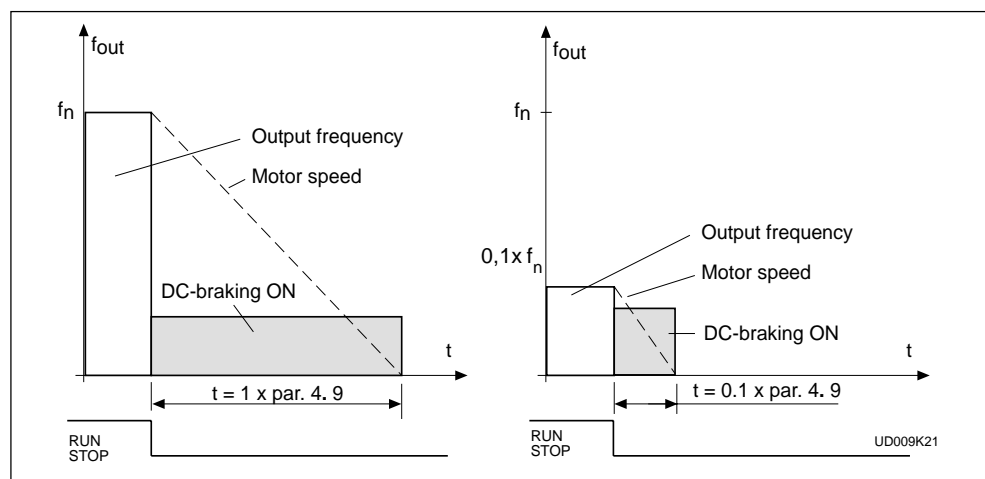 fout
fn
Output frequency
Motor speed
DC-braking ON
t
t = 1 x par. 4. 9
RUN
STOP
fout
fn
0,1x fn
Output frequency
Motor speed
DC-braking ON
t
t = 0.1 x par. 4. 9
RUN
STOP
UD009K21